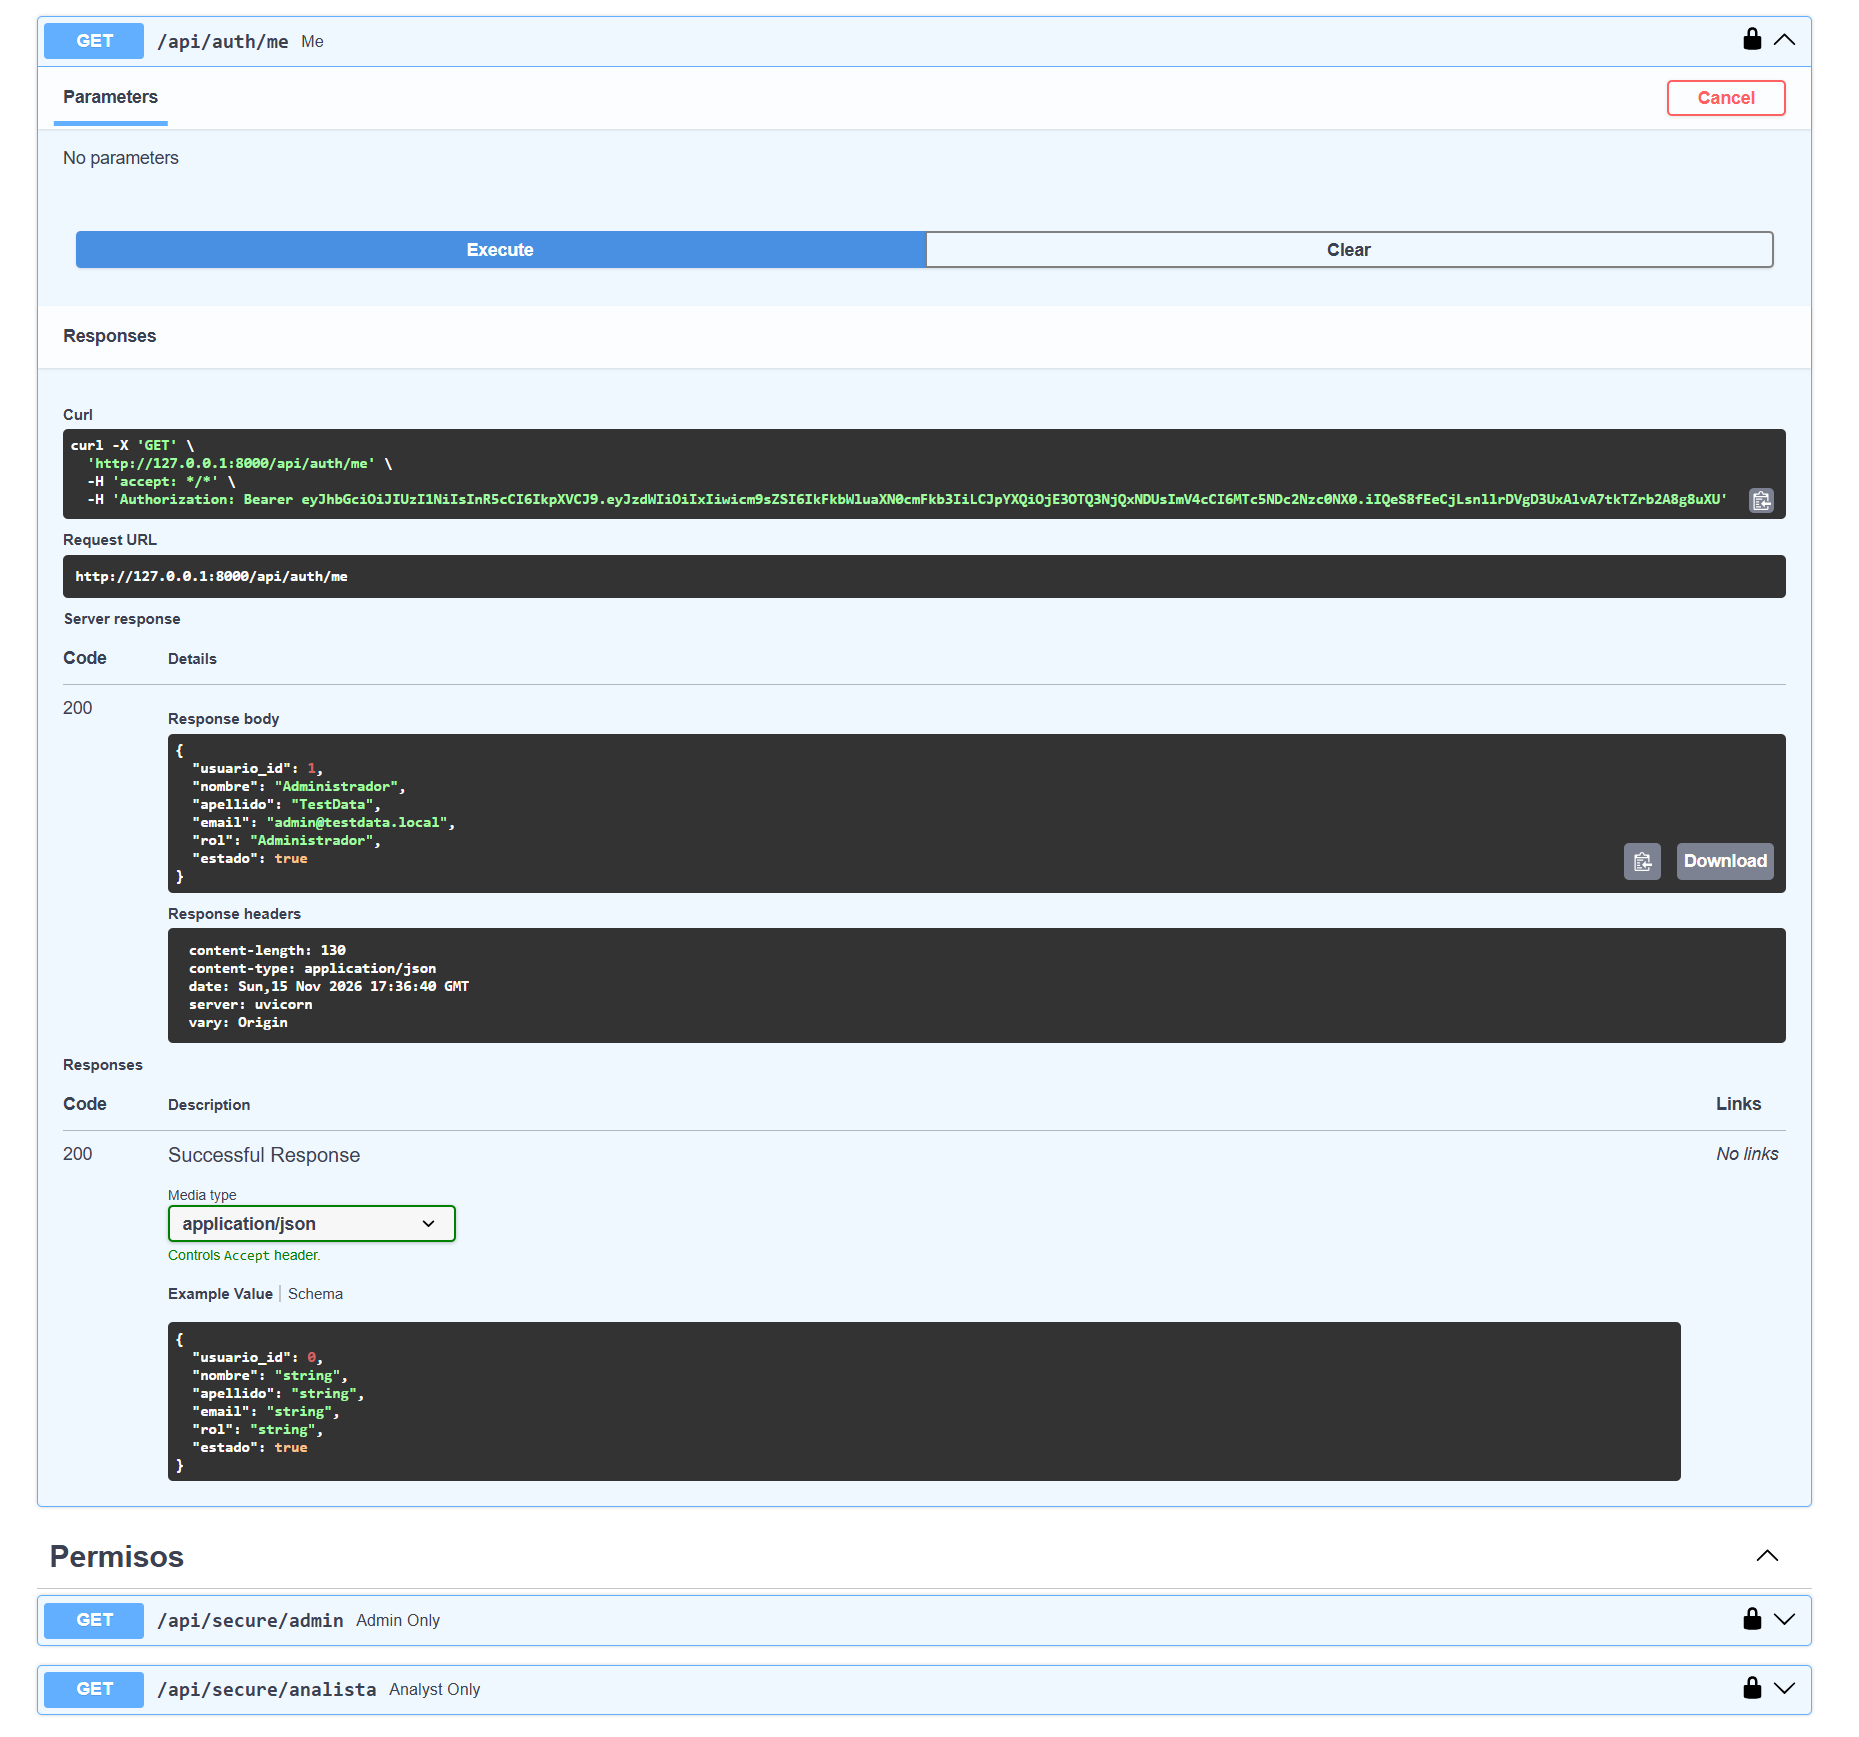 GET /api/auth/me Me
Parameters
Cancel
No parameters
Execute
Clear
Responses
Curl
curl -X 'GET' \
'http://127.0.0.1:8000/api/auth/me' \
-H 'accept: */*' \
-H 'Authorization: Bearer eyJhbGciOiJIUzI1NiIsInR5cCI6IkpXVCJ9.eyJzdWIiOiIxIiwicm9sZSI6IkFkbWluaXN0cmFkb3IiLCJpYXQiOjE3OTQ3NjQxNDUsImV4cCI6MTc5NDc2Nzc0NX0.iIQeS8fEeCjLsnllrDVgD3UxAlvA7tkTZrb2A8g8uXU'
Request URL
http://127.0.0.1:8000/api/auth/me
Server response
Code Details
200
Response body
{
"usuario_id": 1,
"nombre": "Administrador",
"apellido": "TestData",
"email": "admin@testdata.local",
"rol": "Administrador",
"estado": true
}
Download
Response headers
content-length: 130
content-type: application/json
date: Sun,15 Nov 2026 17:36:40 GMT
server: uvicorn
vary: Origin
Responses
Code Description Links
200 Successful Response No links
Media type
application/json
Controls Accept header.
Example Value Schema
{
"usuario_id": 0,
"nombre": "string",
"apellido": "string",
"email": "string",
"rol": "string",
"estado": true
}
Permisos
GET /api/secure/admin Admin Only
GET /api/secure/analista Analyst Only